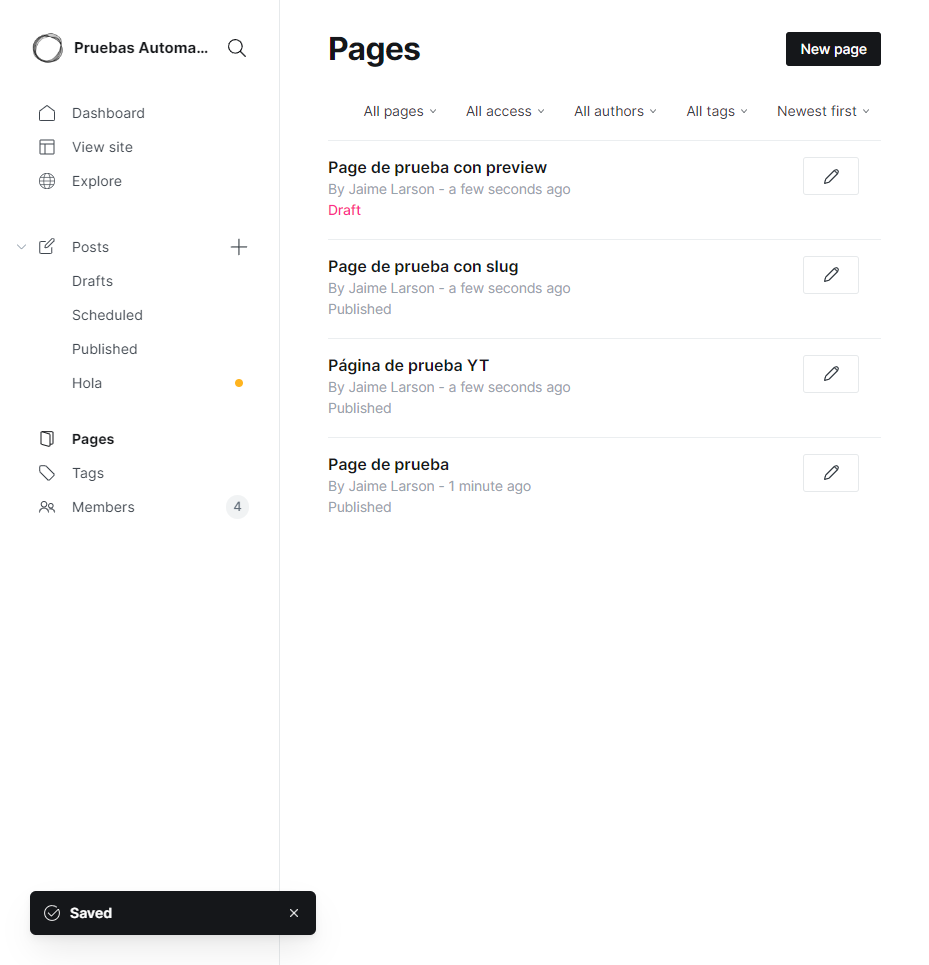 Pruebas Automa...
Dashboard
View site
Explore
Posts
Drafts
Scheduled
Published
Hola
Pages
Tags
Members
4
Pages
New page
All pages
All access
All authors
All tags
Newest first
Page de prueba con preview
By Jaime Larson - a few seconds ago
Draft
Page de prueba con slug
By Jaime Larson - a few seconds ago
Published
Página de prueba YT
By Jaime Larson - a few seconds ago
Published
Page de prueba
By Jaime Larson - 1 minute ago
Published
Saved